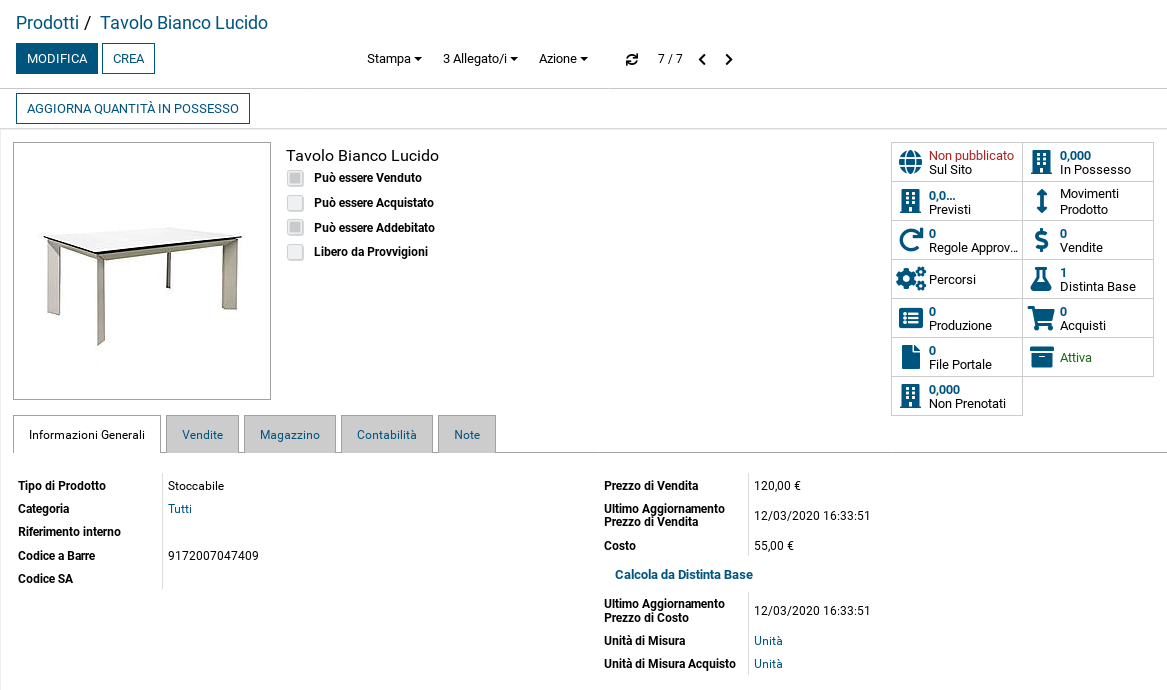 Prodotti / Tavolo Bianco Lucido
MODIFICA CREA Stampa 3 Allegato/i Azione 7 / 7
AGGIORNA QUANTITÀ IN POSSESSO
Tavolo Bianco Lucido
Può essere Venduto
Può essere Acquistato
Può essere Addebitato
Libero da Provvigioni
Non pubblicato
Sul Sito
0,000
In Possesso
0,0...
Previsti
Movimenti
Prodotto
0
Regole Approv...
0
Vendite
Percorsi
1
Distinta Base
0
Produzione
0
Acquisti
0
File Portale
Attiva
0,000
Non Prenotati
Informazioni Generali Vendite Magazzino Contabilità Note
Tipo di Prodotto Stoccabile
Categoria Tutti
Riferimento interno
Codice a Barre 9172007047409
Codice SA
Prezzo di Vendita 120,00 €
Ultimo Aggiornamento
Prezzo di Vendita 12/03/2020 16:33:51
Costo 55,00 €
Calcola da Distinta Base
Ultimo Aggiornamento
Prezzo di Costo 12/03/2020 16:33:51
Unità di Misura Unità
Unità di Misura Acquisto Unità